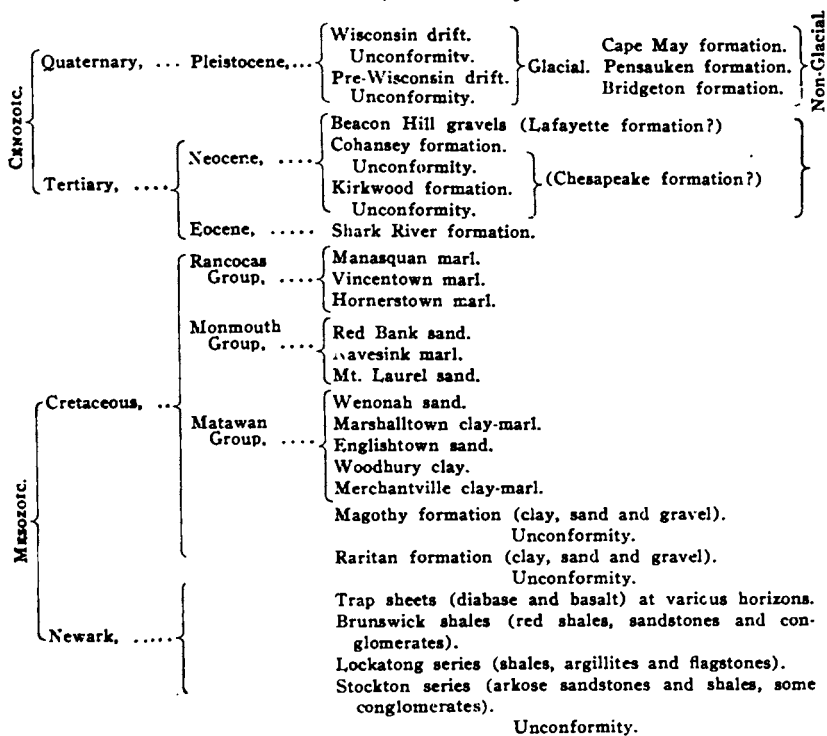 Wisconsin drift.
Unconformitv.
Pre-Wisconsin drift.
Unconformity.
Glacial.
Cape May formation.
Pensauken formation.
Bridgeton formation.
Non-Glacial.
Quaternary, ... Pleistocene,...
CENOZOIC.
Beacon Hill gravels (Lafayette formation?)
Cohansey formation.
Unconformity.
Kirkwood formation.
Unconformity.
(Chesapeake formation?)
Neocene, ....
Tertiary, ....
Eocene, ..... Shark River formation.
Rancocas
Group, ....
Manasquan marl.
Vincentown marl.
Hornerstown marl.
Monmouth
Group, ....
Red Bank sand.
Navesink marl.
Mt. Laurel sand.
Cretaceous, ...
Matawan
Group, ....
Wenonah sand.
Marshalltown clay-marl.
Englishtown sand.
Woodbury clay.
Merchantville clay-marl.
Magothy formation (clay, sand and gravel).
Unconformity.
Raritan formation (clay, sand and gravel).
Unconformity.
MESOZOIC.
Newark, .....
Trap sheets (diabase and basalt) at various horizons.
Brunswick shales (red shales, sandstones and con-
glomerates).
Lockatong series (shales, argillites and flagstones).
Stockton series (arkose sandstones and shales, some
conglomerates).
Unconformity.